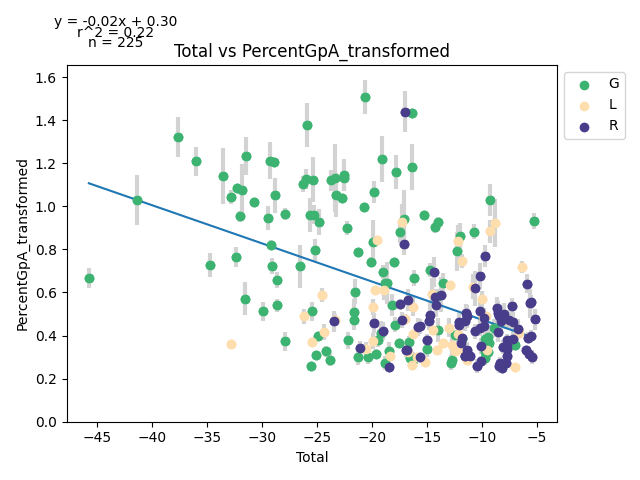 y = -0.02x + 0.30
r^2 = 0.22
n = 225
Total vs PercentGpA_transformed
1.6
1.4
1.2
1.0
0.8
0.6
0.4
0.2
0.0
PercentGpA_transformed
−45
−40
−35
−30
−25
−20
−15
−10
−5
Total
G
L
R